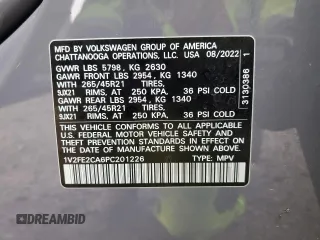 MFD. BY VOLKSWAGEN GROUP OF AMERICA
CHATTANOOGA OPERATIONS, LLC. USA 08/2022
GVWR LBS 5798, KG 2630
GAWR FRONT LBS 2954, KG 1340
WITH 265/45R21 TIRES,
9JX21 RIMS, AT 250 KPA, 36 PSI COLD
GAWR REAR LBS 2954, KG 1340
WITH 265/45R21 TIRES,
9JX21 RIMS, AT 250 KPA, 36 PSI COLD
THIS VEHICLE CONFORMS TO ALL APPLICABLE
U.S. FEDERAL MOTOR VEHICLE SAFETY
STANDARDS IN EFFECT ON THE DATE OF
MANUFACTURE SHOWN ABOVE.
1V2FE2CA6PC201226 TYPE: MPV
3130386 1
DREAMBID